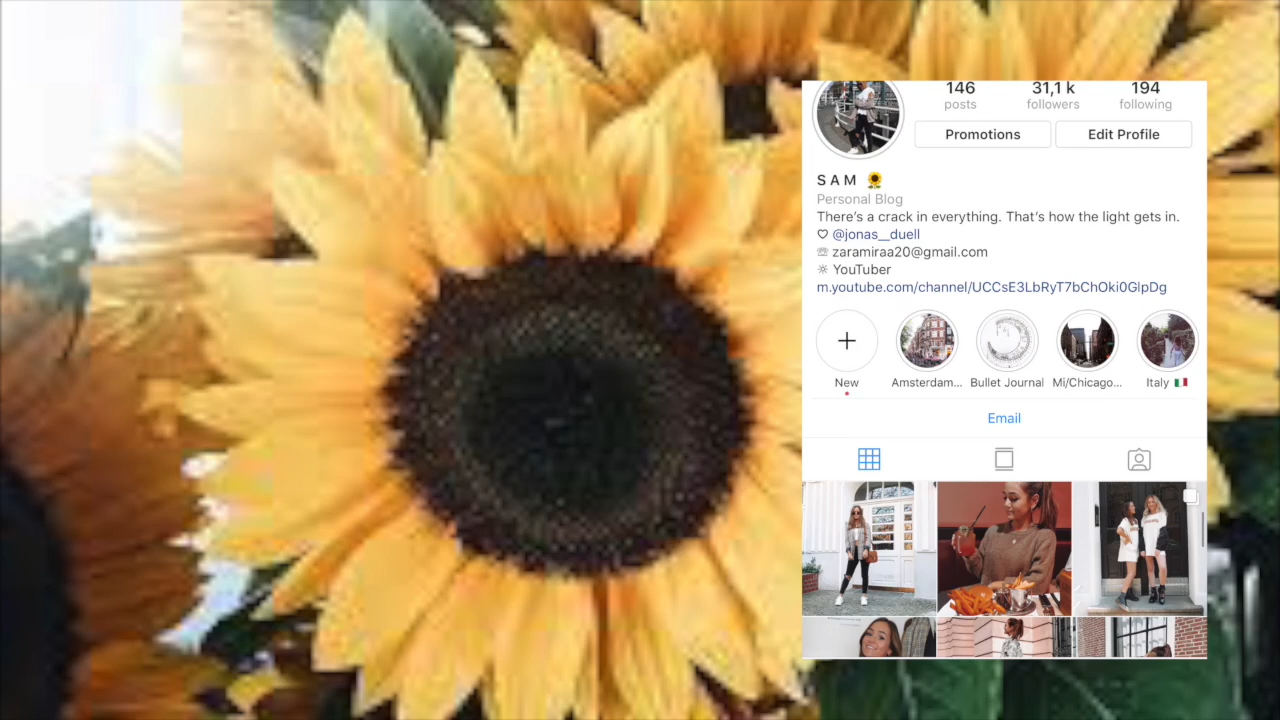 146 31,1 k 194
posts followers following
Promotions Edit Profile
S A M 🌻
Personal Blog
There's a crack in everything. That's how the light gets in.
♡ @jonas__duell
☏ zaramiraa20@gmail.com
☼ YouTuber
m.youtube.com/channel/UCCsE3LbRyT7bChOki0GlpDg
New Amsterdam... Bullet Journal Mi/Chicago... Italy 🇮🇹
Email